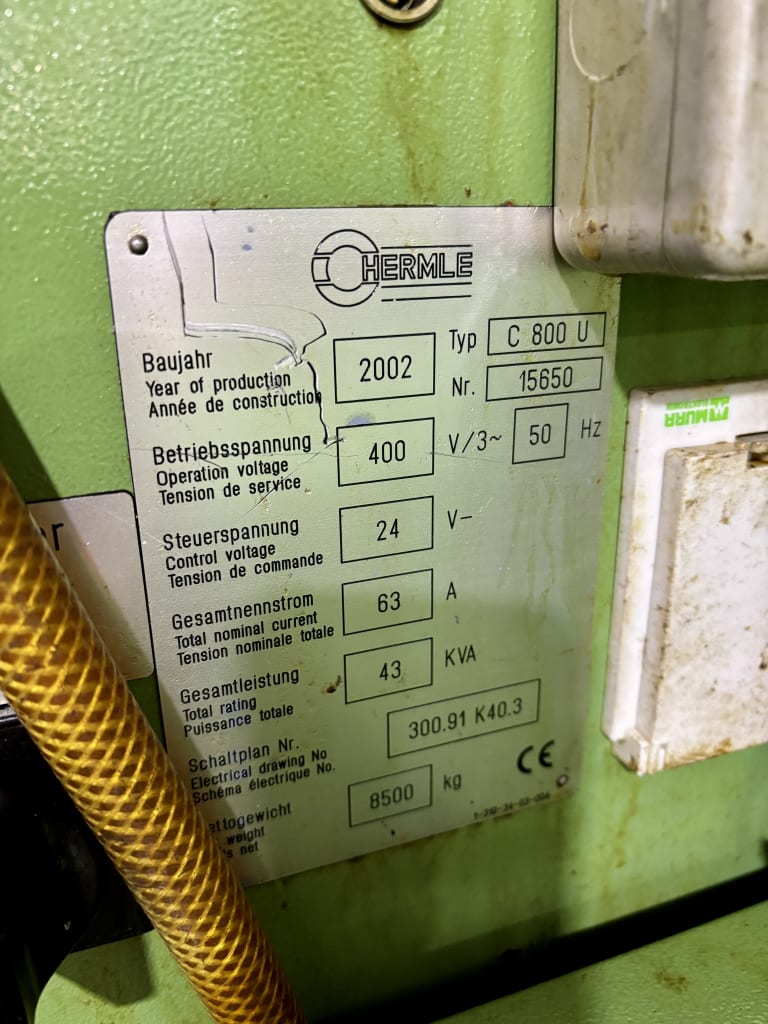 HERMLE
Baujahr
Year of production
Année de construction
2002
Typ C 800 U
Nr. 15650
Betriebsspannung
Operation voltage
Tension de service
400 V/3~ 50 Hz
Steuerspannung
Control voltage
Tension de commande
24 V–
Gesamtnennstrom
Total nominal current
Tension nominale totale
63 A
Gesamtleistung
Total rating
Puissance totale
43 KVA
Schaltplan Nr.
Electrical drawing No
Schéma électrique No.
300.91 K40.3
ettogewicht
weight
s net
8500 kg
CE
MURR
r